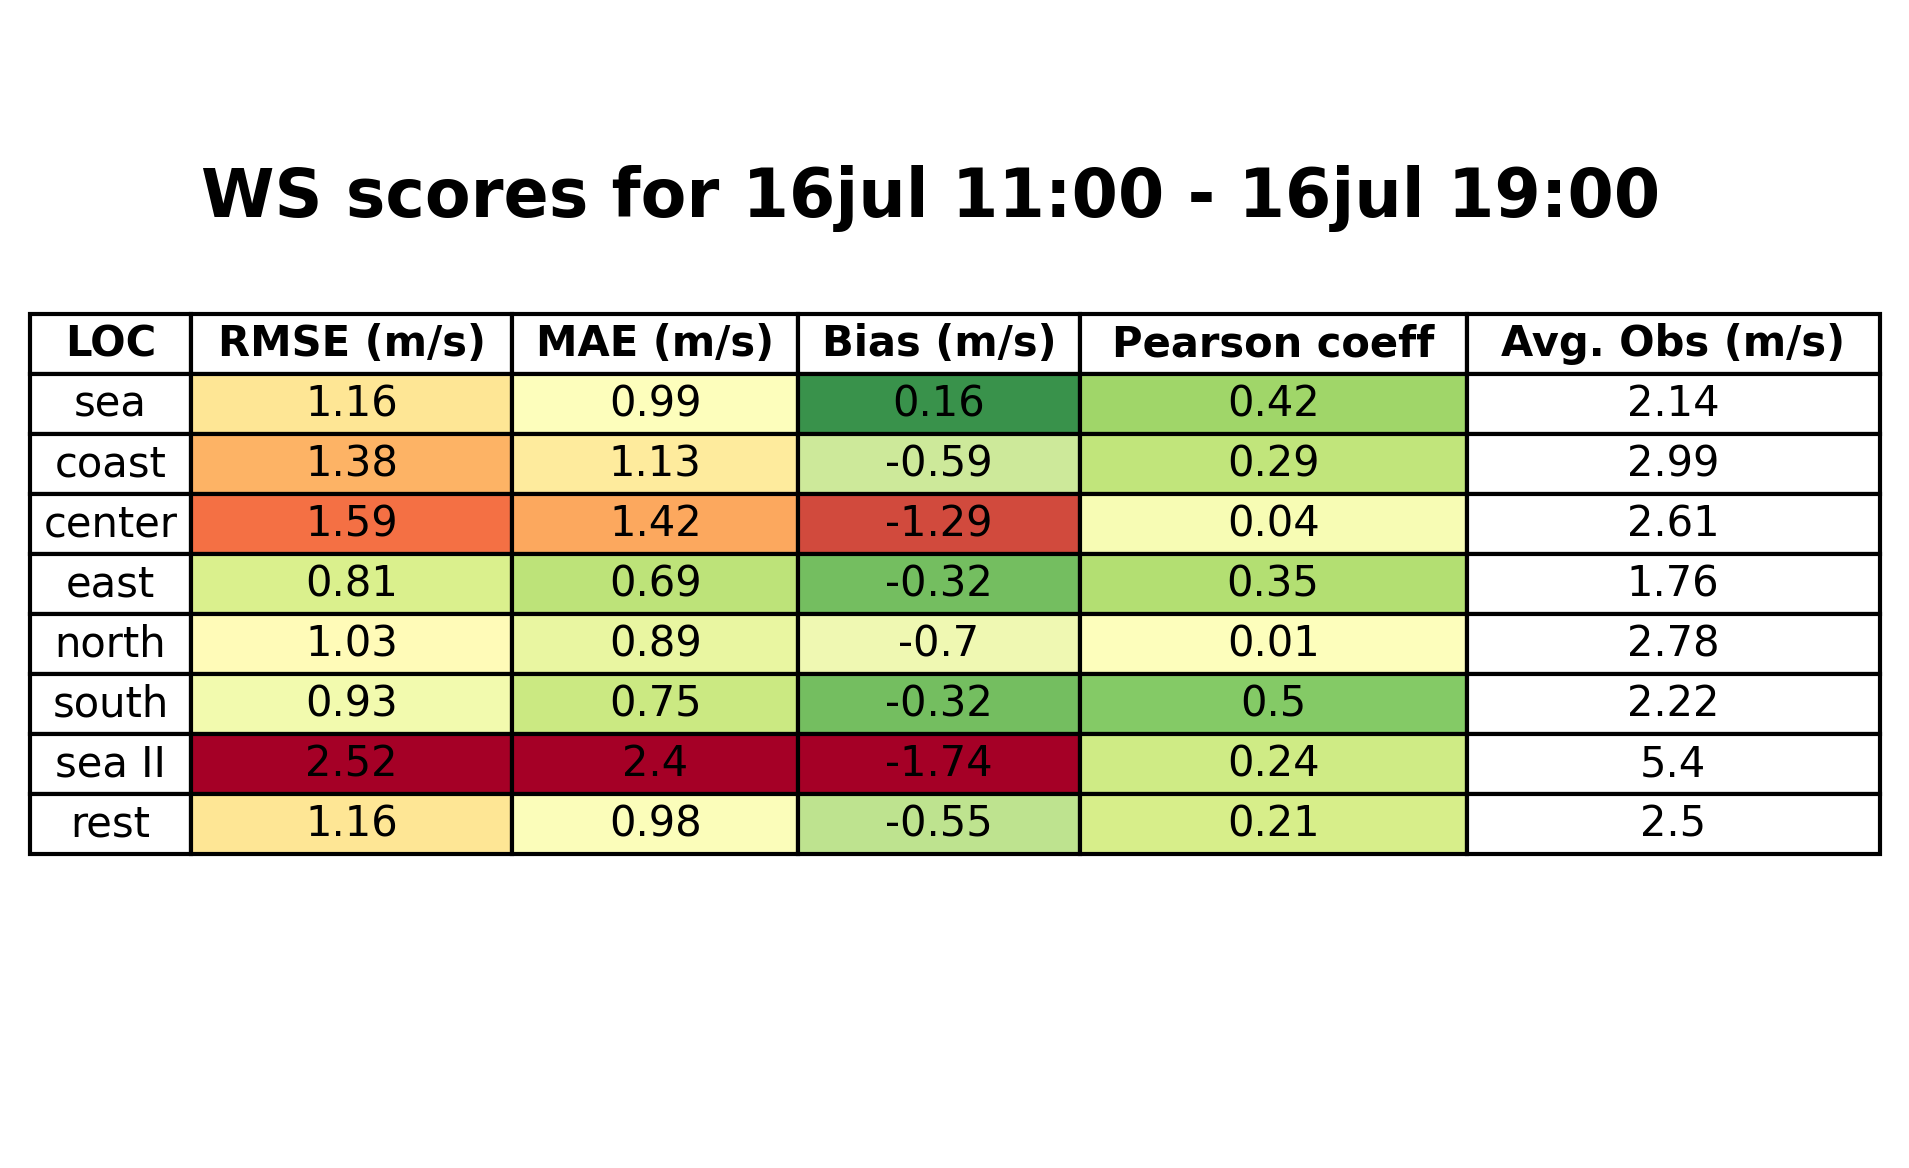 WS scores for 16jul 11:00 - 16jul 19:00
LOC RMSE (m/s) MAE (m/s) Bias (m/s) Pearson coeff Avg. Obs (m/s)
sea 1.16 0.99 0.16 0.42 2.14
coast 1.38 1.13 -0.59 0.29 2.99
center 1.59 1.42 -1.29 0.04 2.61
east 0.81 0.69 -0.32 0.35 1.76
north 1.03 0.89 -0.7 0.01 2.78
south 0.93 0.75 -0.32 0.5 2.22
sea II 2.52 2.4 -1.74 0.24 5.4
rest 1.16 0.98 -0.55 0.21 2.5